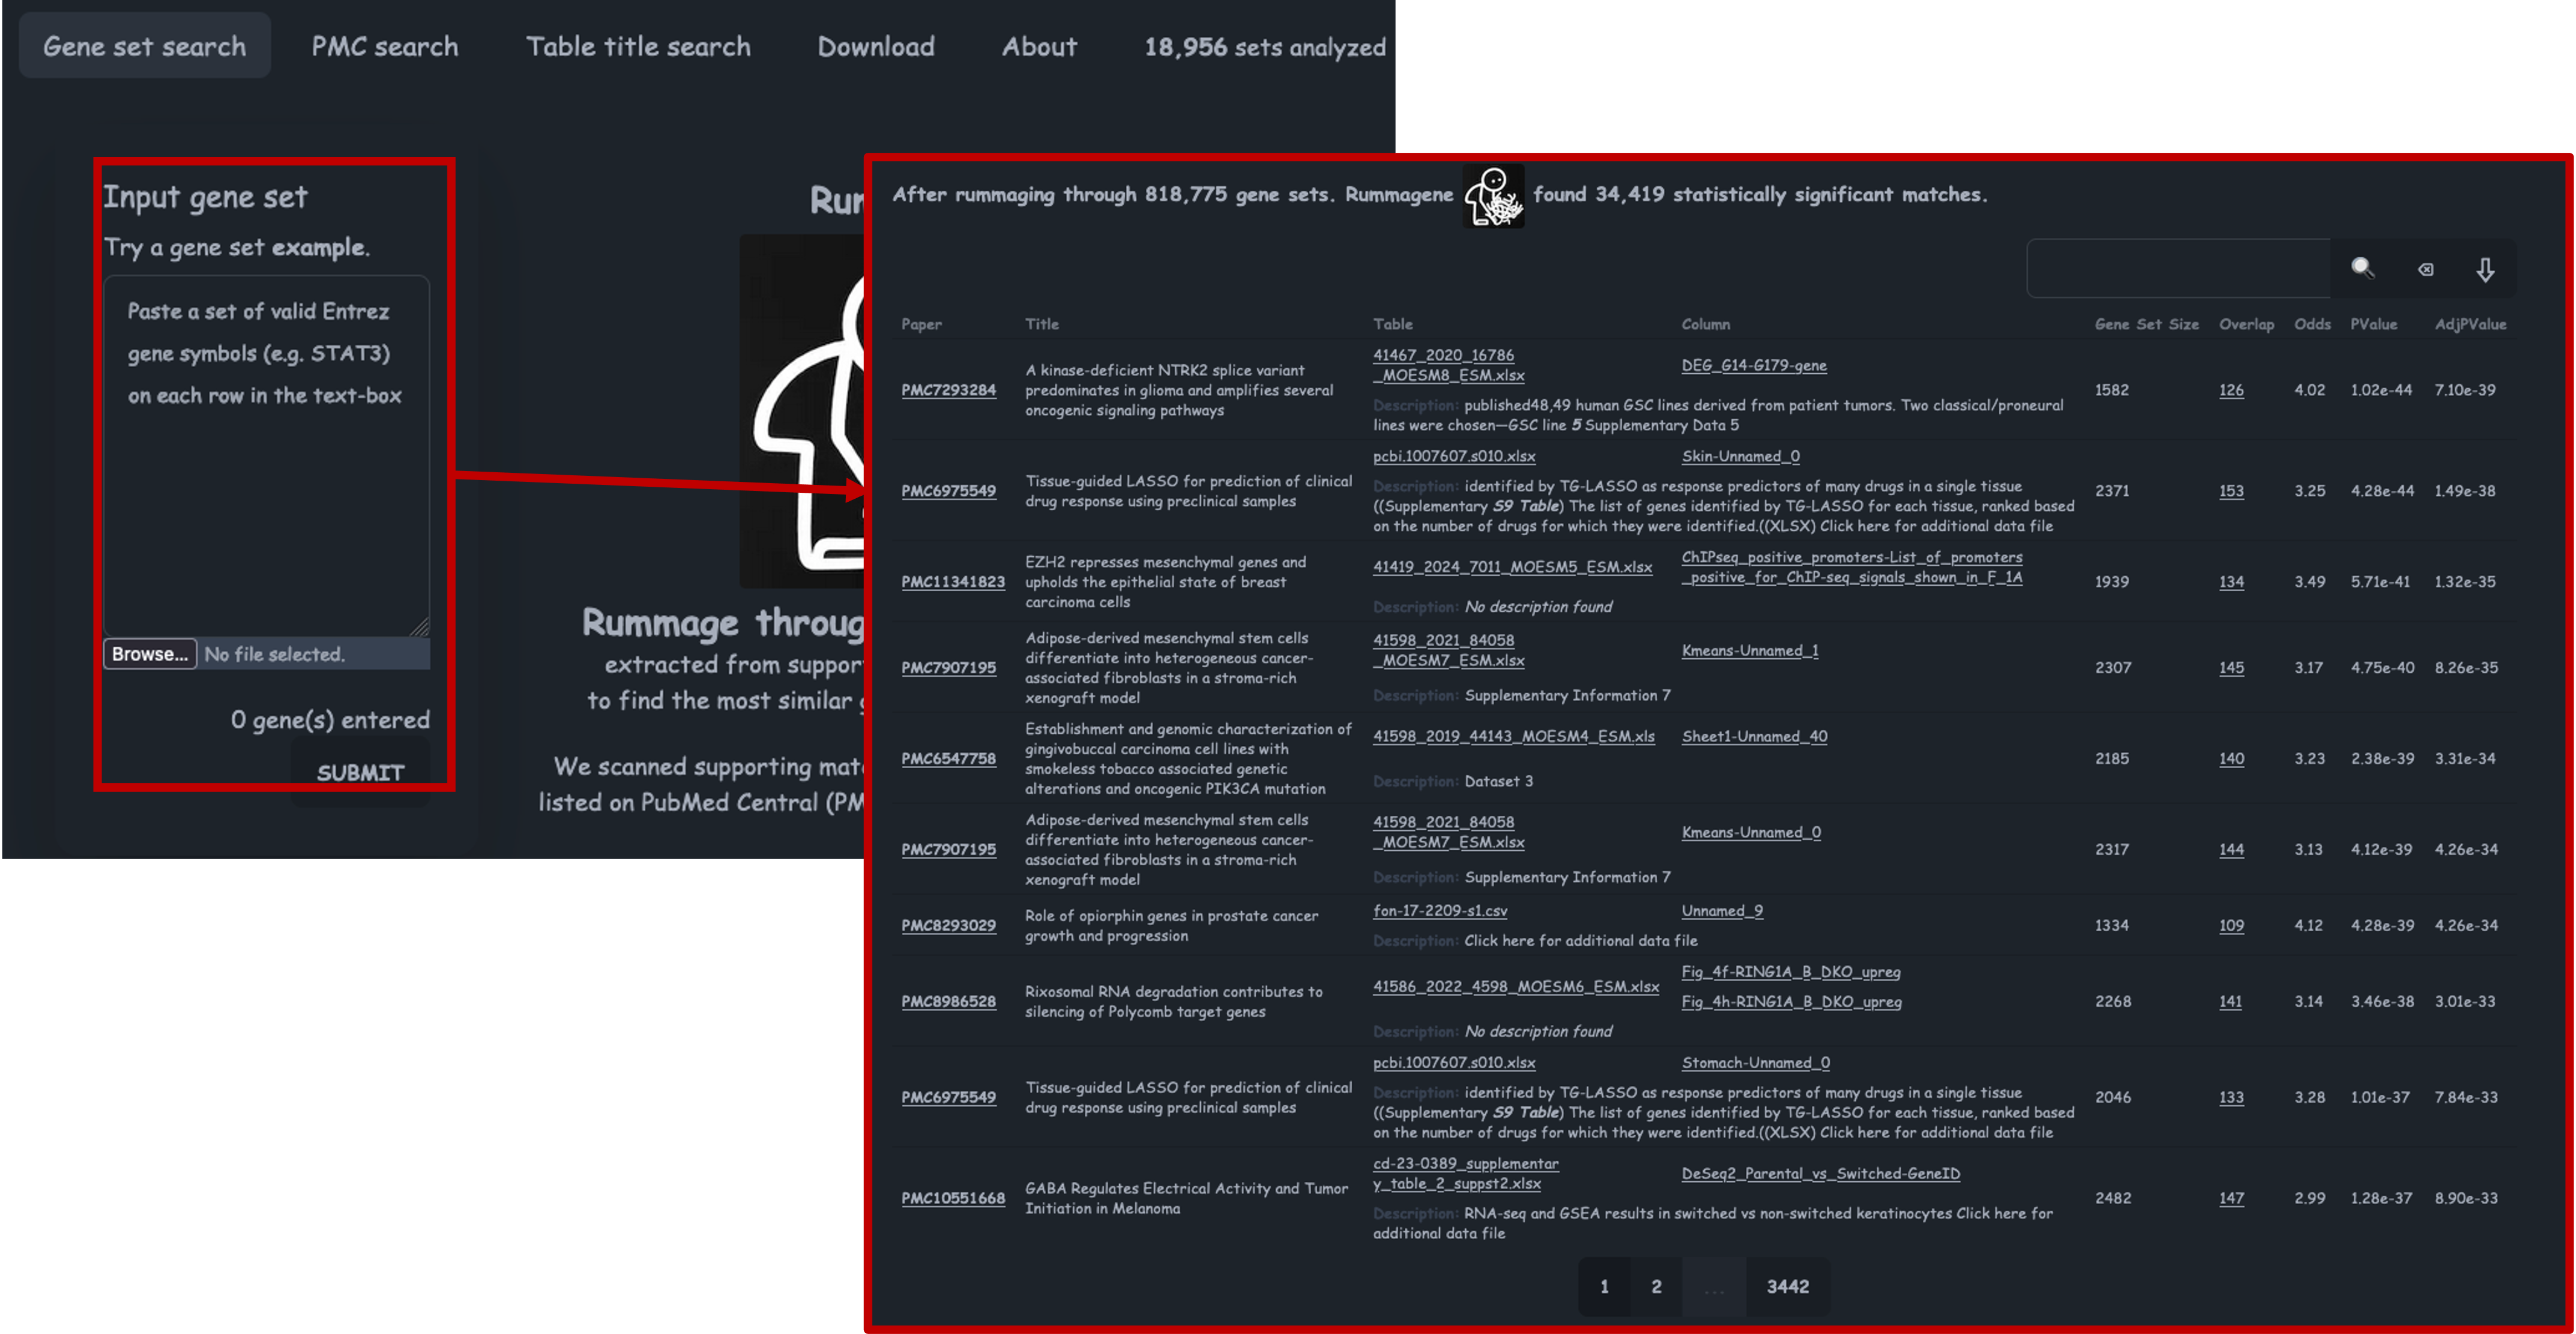 Gene set search PMC search Table title search Download About 18,956 sets analyzed
Input gene set
Try a gene set example.
Paste a set of valid Entrez
gene symbols (e.g. STAT3)
on each row in the text-box
Browse... No file selected.
0 gene(s) entered
SUBMIT
Rummage
extracted from
to find the most similar
We scanned supporting
listed on PubMed Central
After rummaging through 818,775 gene sets. Rummagene found 34,419 statistically significant matches.
Paper Title Table Column Gene Set Size Overlap Odds PValue AdjPValue
PMC7293284
A kinase-deficient NTRK2 splice variant
predominates in glioma and amplifies several
oncogenic signaling pathways
41467_2020_16786
_MOESM8_ESM.xlsx
DEG_G14-G179-gene
Description: published48,49 human GSC lines derived from patient tumors. Two classical/proneural
lines were chosen—GSC line 5 Supplementary Data 5
1582 126 4.02 1.02e-44 7.10e-39
PMC6975549
Tissue-guided LASSO for prediction of clinical
drug response using preclinical samples
pcbi.1007607.s010.xlsx
Skin-Unnamed_0
Description: identified by TG-LASSO as response predictors of many drugs in a single tissue
((Supplementary S9 Table) The list of genes identified by TG-LASSO for each tissue, ranked based
on the number of drugs for which they were identified.((XLSX) Click here for additional data file
2371 153 3.25 4.28e-44 1.49e-38
PMC11341823
EZH2 represses mesenchymal genes and
upholds the epithelial state of breast
carcinoma cells
41419_2024_7011_MOESM5_ESM.xlsx
ChIPseq_positive_promoters-List_of_promoters
_positive_for_ChIP-seq_signals_shown_in_F_1A
Description: No description found
1939 134 3.49 5.71e-41 1.32e-35
PMC7907195
Adipose-derived mesenchymal stem cells
differentiate into heterogeneous cancer-
associated fibroblasts in a stroma-rich
xenograft model
41598_2021_84058
_MOESM7_ESM.xlsx
Kmeans-Unnamed_1
Description: Supplementary Information 7
2307 145 3.17 4.75e-40 8.26e-35
PMC6547758
Establishment and genomic characterization of
gingivobuccal carcinoma cell lines with
smokeless tobacco associated genetic
alterations and oncogenic PIK3CA mutation
41598_2019_44143_MOESM4_ESM.xls
Sheet1-Unnamed_40
Description: Dataset 3
2185 140 3.23 2.38e-39 3.31e-34
PMC7907195
Adipose-derived mesenchymal stem cells
differentiate into heterogeneous cancer-
associated fibroblasts in a stroma-rich
xenograft model
41598_2021_84058
_MOESM7_ESM.xlsx
Kmeans-Unnamed_0
Description: Supplementary Information 7
2317 144 3.13 4.12e-39 4.26e-34
PMC8293029
Role of opiorphin genes in prostate cancer
growth and progression
fon-17-2209-s1.csv
Unnamed_9
Description: Click here for additional data file
1334 109 4.12 4.28e-39 4.26e-34
PMC8986528
Rixosomal RNA degradation contributes to
silencing of Polycomb target genes
41586_2022_4598_MOESM6_ESM.xlsx
Fig_4f-RING1A_B_DKO_upreg
Fig_4h-RING1A_B_DKO_upreg
Description: No description found
2268 141 3.14 3.46e-38 3.01e-33
PMC6975549
Tissue-guided LASSO for prediction of clinical
drug response using preclinical samples
pcbi.1007607.s010.xlsx
Stomach-Unnamed_0
Description: identified by TG-LASSO as response predictors of many drugs in a single tissue
((Supplementary S9 Table) The list of genes identified by TG-LASSO for each tissue, ranked based
on the number of drugs for which they were identified.((XLSX) Click here for additional data file
2046 133 3.28 1.01e-37 7.84e-33
PMC10551668
GABA Regulates Electrical Activity and Tumor
Initiation in Melanoma
cd-23-0389_supplementar
y_table_2_suppst2.xlsx
DeSeq2_Parental_vs_Switched-GeneID
Description: RNA-seq and GSEA results in switched vs non-switched keratinocytes Click here for
additional data file
2482 147 2.99 1.28e-37 8.90e-33
1 2 ... 3442